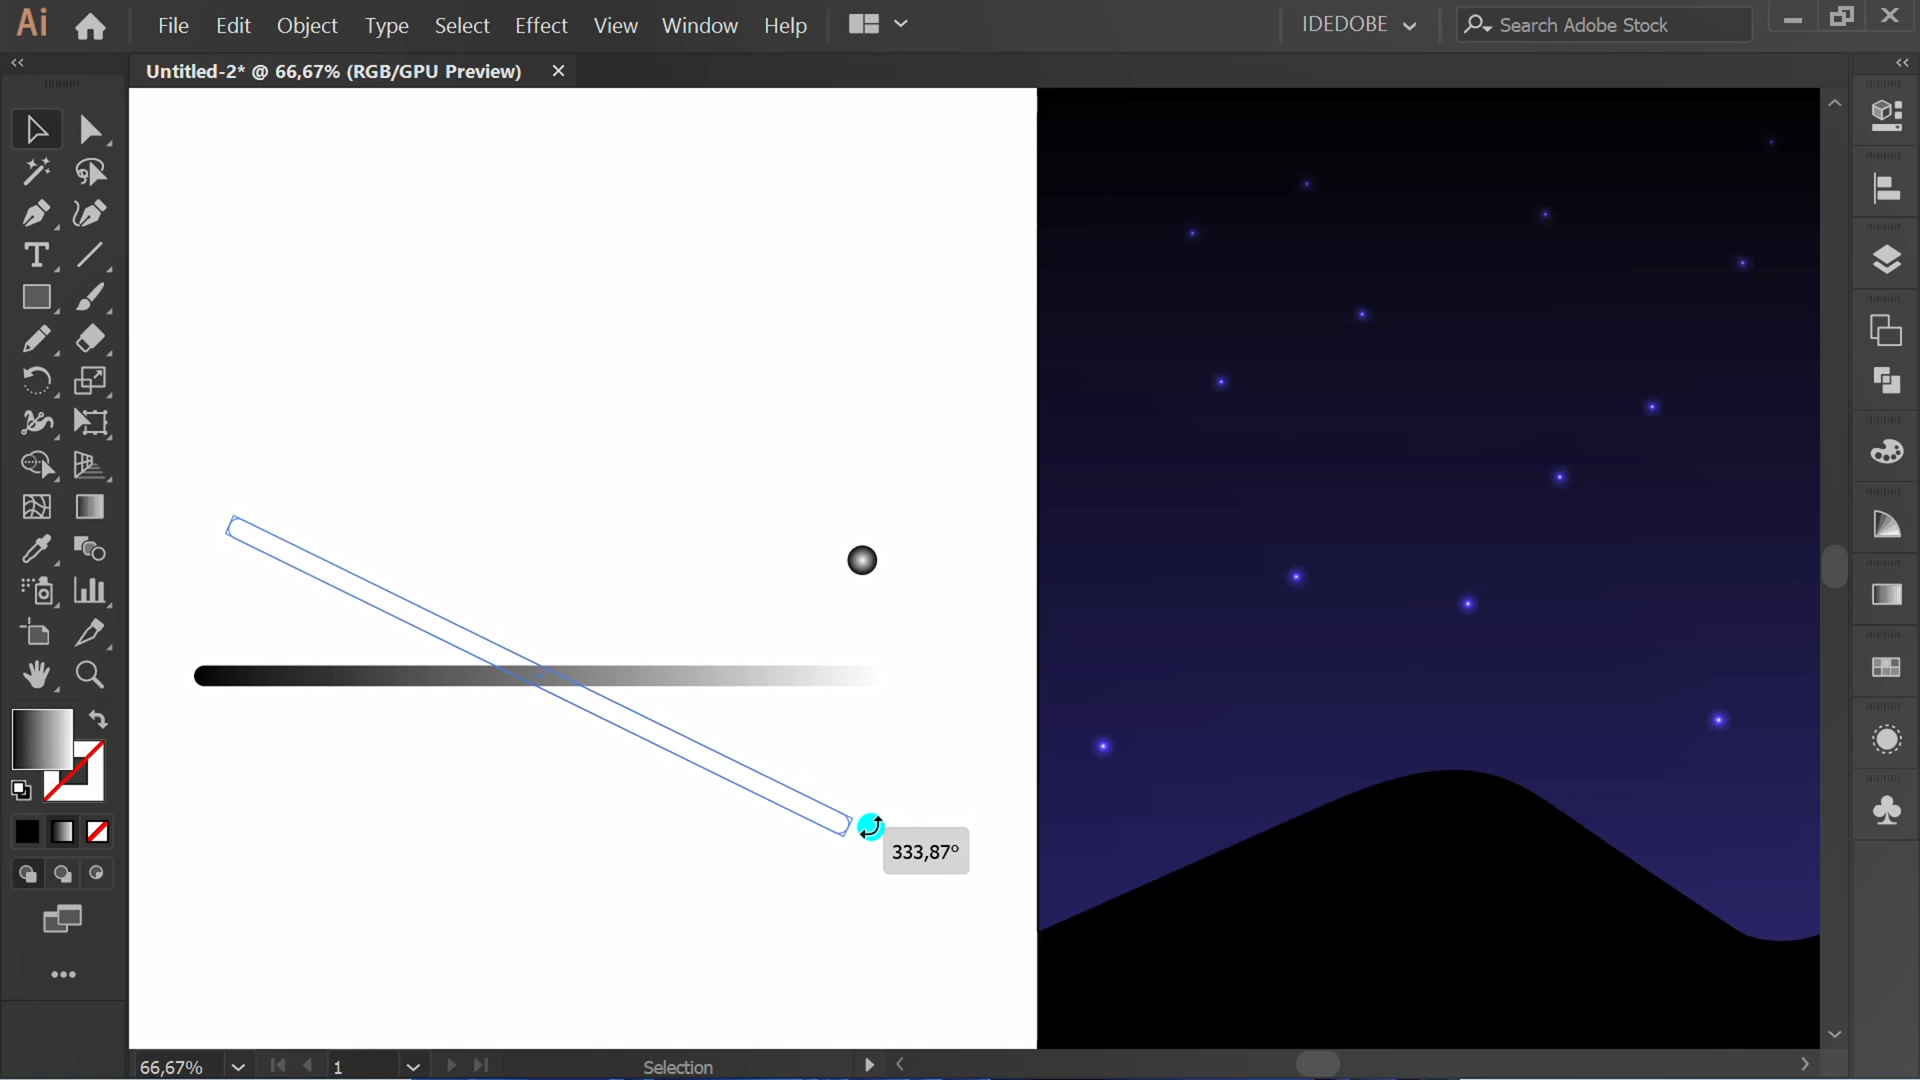 Ai File Edit Object Type Select Effect View Window Help IDEDOBE Search Adobe Stock
Untitled-2* @ 66,67% (RGB/GPU Preview)
333,87°
66,67% 1 Selection